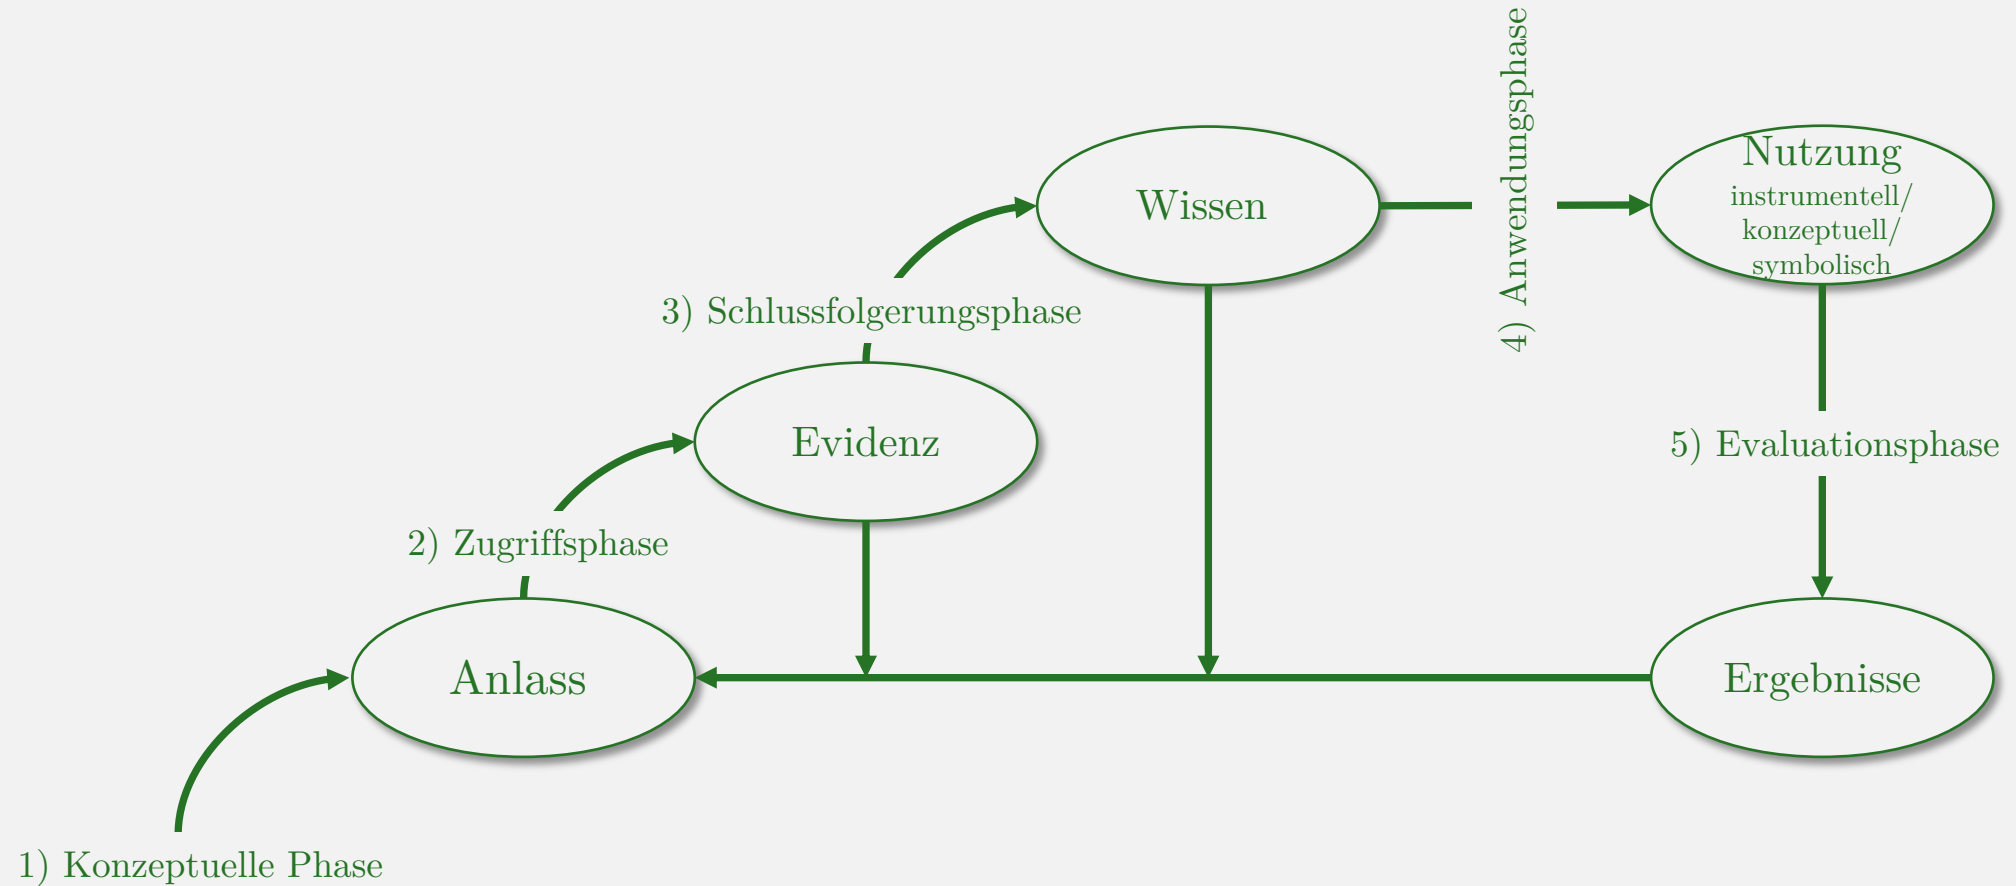 4) Anwendungsphase
Nutzung
instrumentell/
konzeptuell/
symbolisch
Wissen
3) Schlussfolgerungsphase
Evidenz
5) Evaluationsphase
2) Zugriffsphase
Anlass
Ergebnisse
1) Konzeptuelle Phase